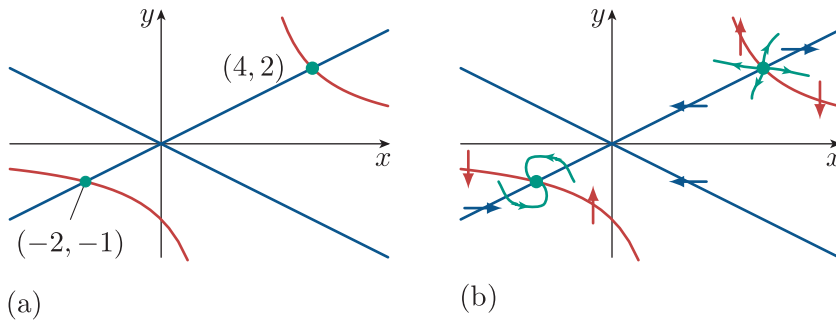 y
(4, 2)
x
(−2, −1)
(a)
y
x
(b)